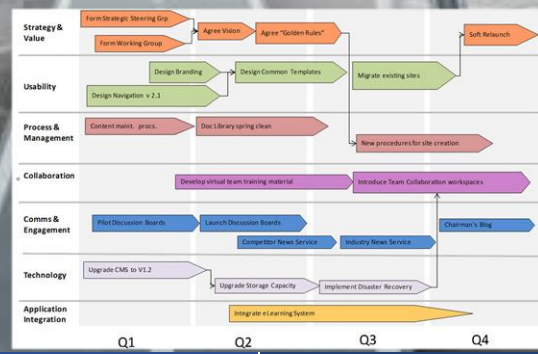 Strategy &
Value
Form Strategic Steering Grp
Form Working Group
Agree Vision
Agree "Golden Rules"
Soft Relaunch
Usability
Design Branding
Design Common Templates
Migrate existing sites
Design Navigation v 2.1
Process &
Management
Content maint. procs.
Doc Library spring clean
New procedures for site creation
Collaboration
Develop virtual team training material
Introduce Team Collaboration workspaces
Comms &
Engagement
Pilot Discussion Boards
Launch Discussion Boards
Chairman's Blog
Competitor News Service
Industry News Service
Technology
Upgrade CMS to V1.2
Upgrade Storage Capacity
Implement Disaster Recovery
Application
Integration
Integrate eLearning System
Q1
Q2
Q3
Q4